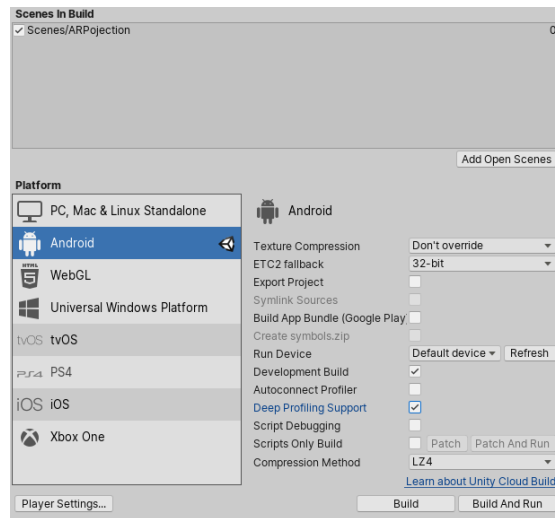 Scenes In Build
Scenes/ARPojection 0
Add Open Scenes
Platform
PC, Mac & Linux Standalone
Android
HTML 5 WebGL
Universal Windows Platform
tvOS tvOS
PS4 PS4
iOS iOS
Xbox One
Android
Texture Compression Don't override
ETC2 fallback 32-bit
Export Project
Symlink Sources
Build App Bundle (Google Play
Create symbols.zip
Run Device Default device Refresh
Development Build
Autoconnect Profiler
Deep Profiling Support
Script Debugging
Scripts Only Build Patch Patch And Run
Compression Method LZ4
Learn about Unity Cloud Build
Player Settings... Build Build And Run